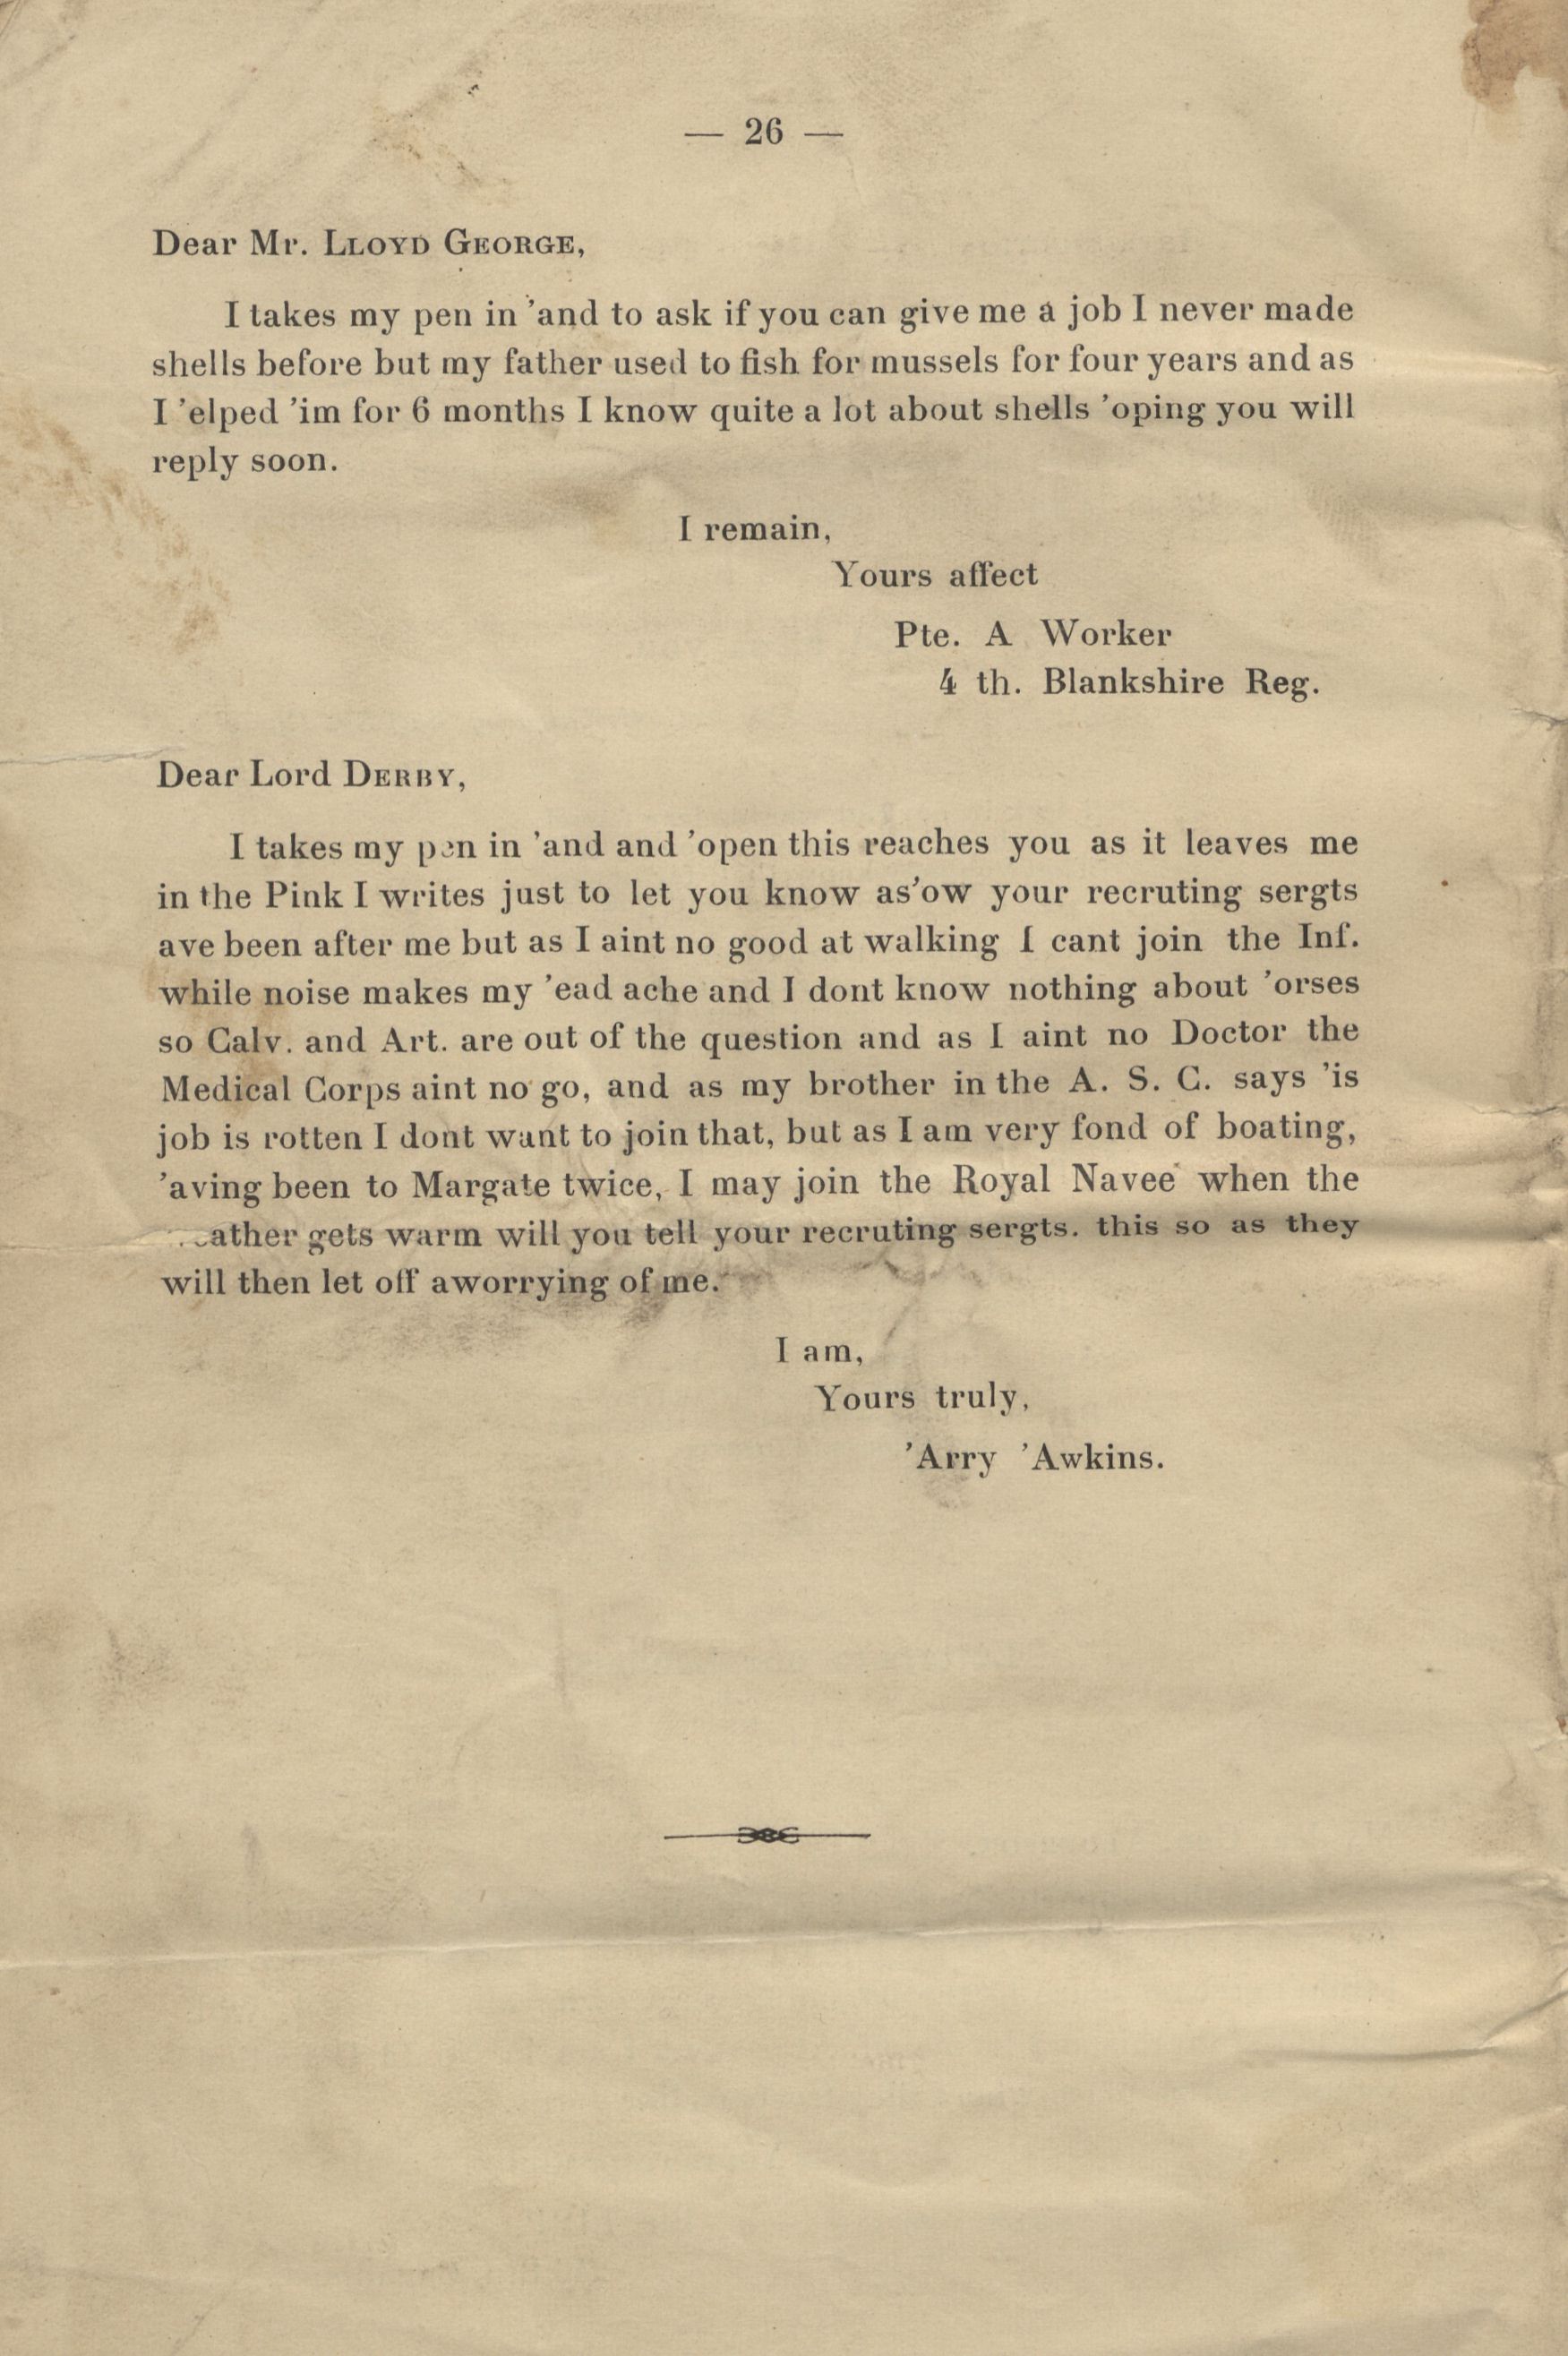 — 26 —
Dear Mr. LLOYD GEORGE,
I takes my pen in 'and to ask if you can give me a job I never made
shells before but my father used to fish for mussels for four years and as
I 'elped 'im for 6 months I know quite a lot about shells 'oping you will
reply soon.
I remain,
Yours affect
Pte. A Worker
4 th. Blankshire Reg.
Dear Lord DERBY,
I takes my pen in 'and and 'open this reaches you as it leaves me
in the Pink I writes just to let you know as'ow your recruting sergts
ave been after me but as I aint no good at walking I cant join the Inf.
while noise makes my 'ead ache and I dont know nothing about 'orses
so Calv. and Art. are out of the question and as I aint no Doctor the
Medical Corps aint no go, and as my brother in the A. S. C. says 'is
job is rotten I dont want to join that, but as I am very fond of boating,
'aving been to Margate twice, I may join the Royal Navee when the
eather gets warm will you tell your recruting sergts. this so as they
will then let off aworrying of me.
I am,
Yours truly,
'Arry 'Awkins.